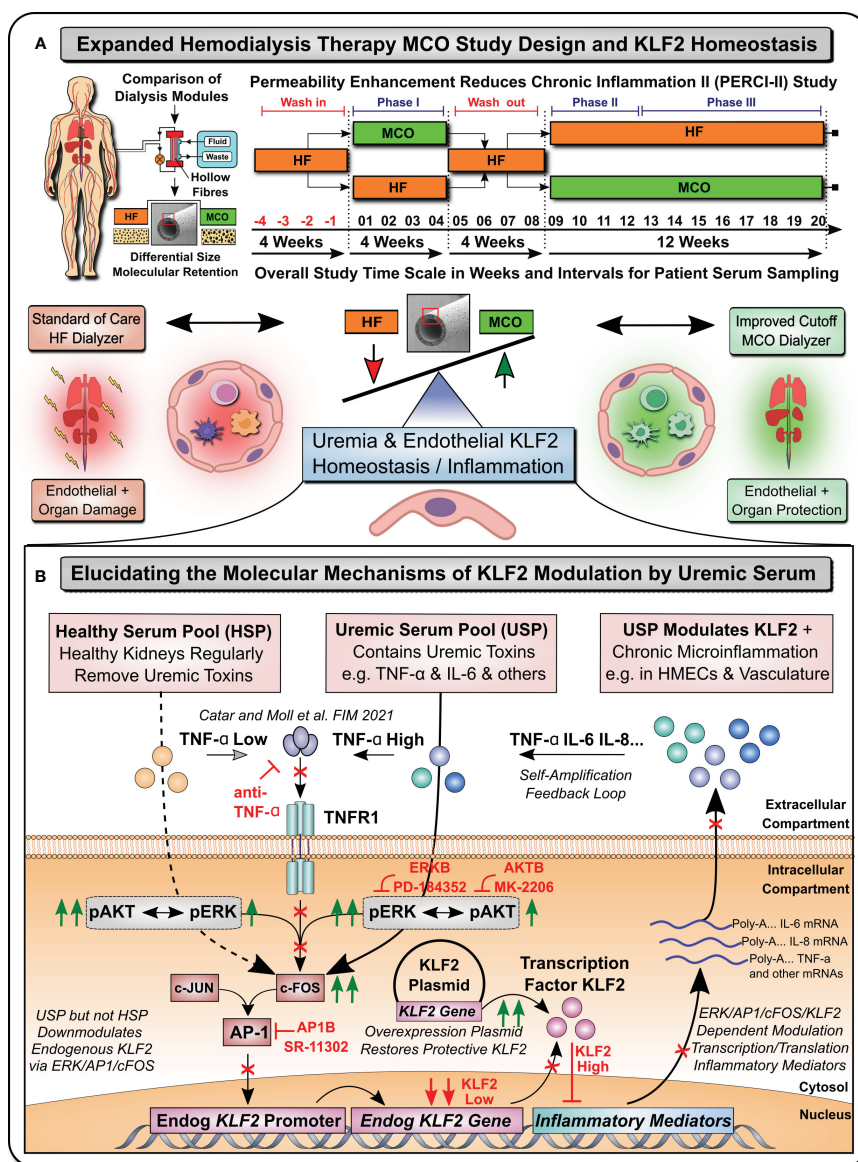 A
Expanded Hemodialysis Therapy MCO Study Design and KLF2 Homeostasis
Comparison of
Dialysis Modules
Fluid
Waste
Hollow
Fibres
HF
MCO
Differential Size
Molecular Retention
Permeability Enhancement Reduces Chronic Inflammation II (PERCI-II) Study
Wash in
Phase I
Wash out
Phase II
Phase III
MCO
HF
HF
HF
HF
MCO
-4 -3 -2 -1 01 02 03 04 05 06 07 08 09 10 11 12 13 14 15 16 17 18 19 20
4 Weeks
4 Weeks
4 Weeks
12 Weeks
Overall Study Time Scale in Weeks and Intervals for Patient Serum Sampling
Standard of Care
HF Dialyzer
HF
MCO
Improved Cutoff
MCO Dialyzer
Uremia & Endothelial KLF2
Homeostasis / Inflammation
Endothelial +
Organ Damage
Endothelial +
Organ Protection
B
Elucidating the Molecular Mechanisms of KLF2 Modulation by Uremic Serum
Healthy Serum Pool (HSP)
Healthy Kidneys Regularly
Remove Uremic Toxins
Uremic Serum Pool (USP)
Contains Uremic Toxins
e.g. TNF-α & IL-6 & others
USP Modulates KLF2 +
Chronic Microinflammation
e.g. in HMECs & Vasculature
Catar and Moll et al. FIM 2021
TNF-α Low
TNF-α High
TNF-α IL-6 IL-8...
Self-Amplification
Feedback Loop
anti-
TNF-α
TNFR1
Extracellular
Compartment
Intracellular
Compartment
ERKB
PD-184352
AKTB
MK-2206
pAKT
pERK
pERK
pAKT
Poly-A... IL-6 mRNA
Poly-A... IL-8 mRNA
Poly-A... TNF-a
and other mRNAs
c-JUN
c-FOS
KLF2
Plasmid
KLF2 Gene
Transcription
Factor KLF2
Overexpression Plasmid
Restores Protective KLF2
USP but not HSP
Downmodulates
Endogenous KLF2
via ERK/AP1/cFOS
AP-1
AP1B
SR-11302
KLF2
High
ERK/AP1/cFOS/KLF2
Dependent Modulation
Transcription/Translation
Inflammatory Mediators
KLF2
Low
Cytosol
Nucleus
Endog KLF2 Promoter
Endog KLF2 Gene
Inflammatory Mediators